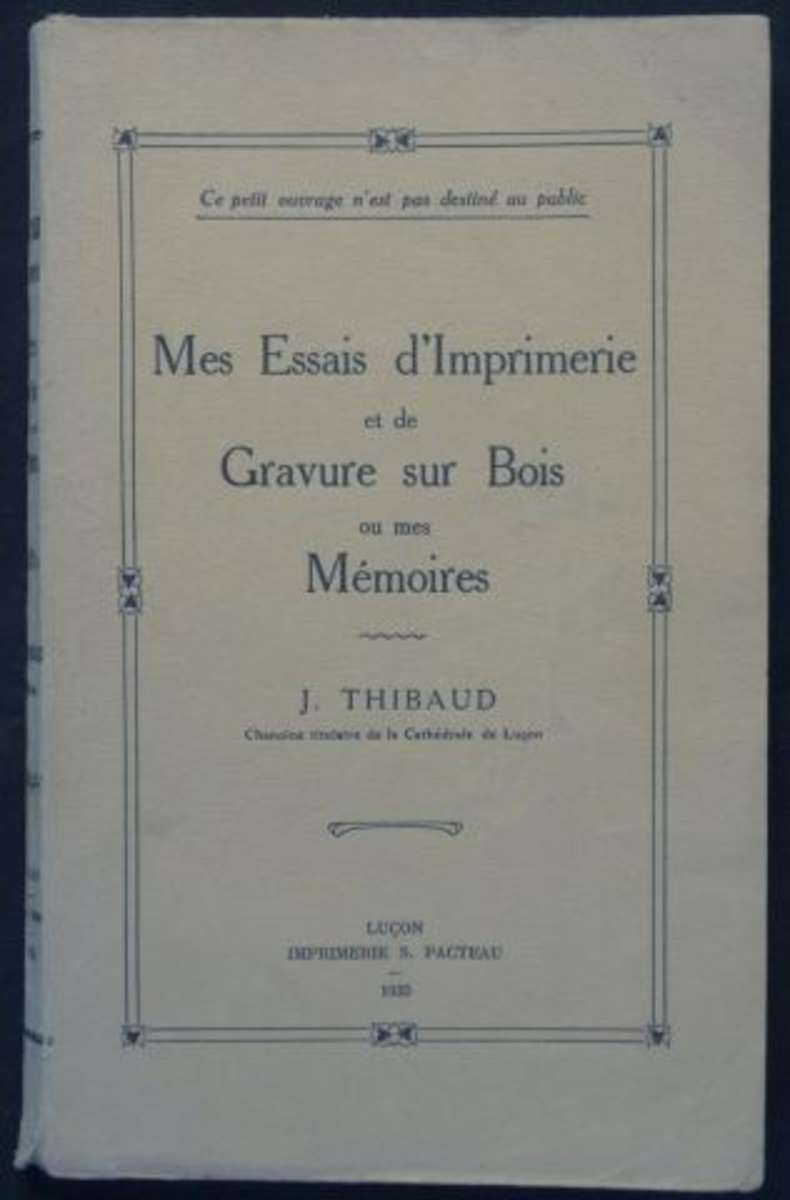 Ce petit ouvrage n'est pas destiné au public
Mes Essais d'Imprimerie
et de
Gravure sur Bois
ou mes
Mémoires
J. THIBAUD
Chanoine titulaire de la Cathédrale de Luçon
LUÇON
IMPRIMERIE S. PACTEAU